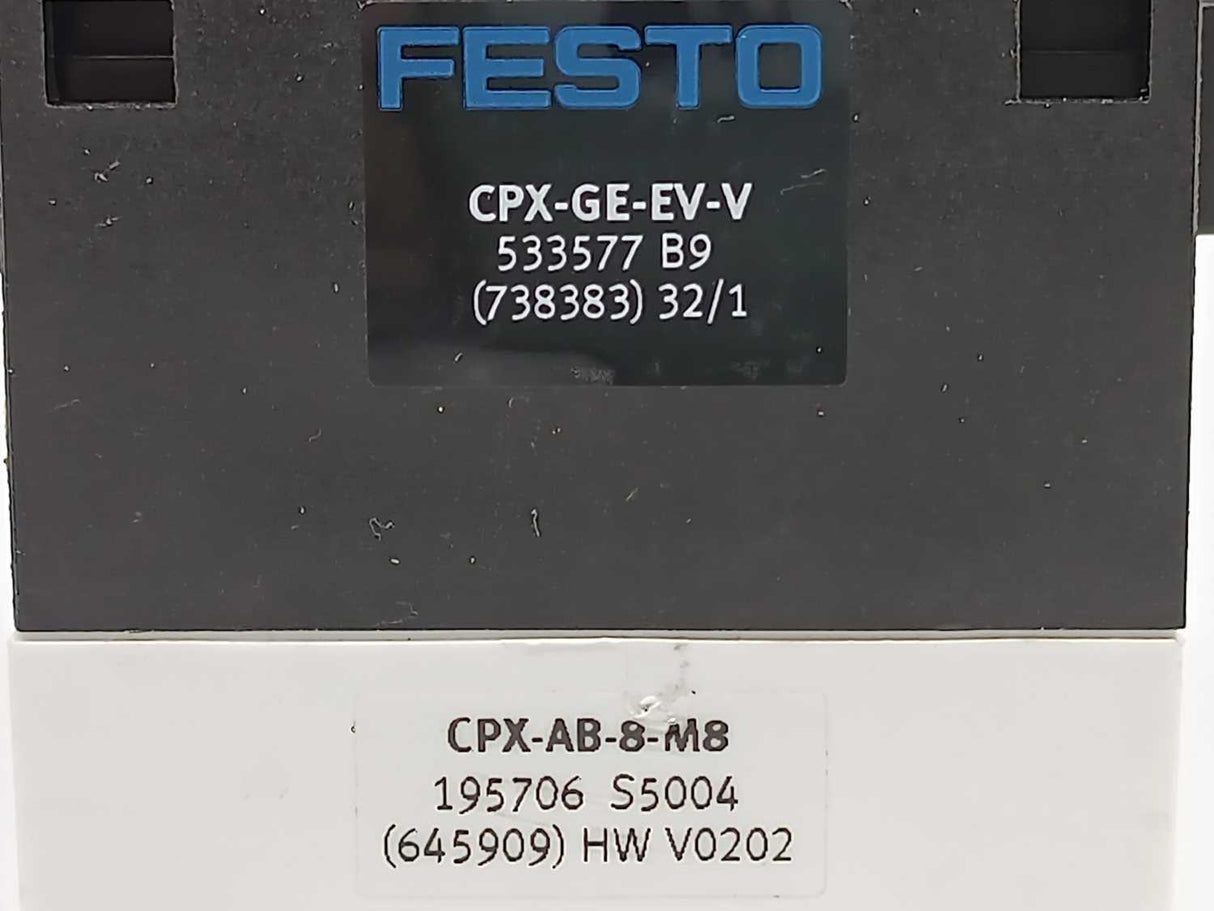 FESTO
CPX-GE-EV-V
533577 B9
(738383) 32/1
CPX-AB-8-M8
195706 S5004
(645909) HW V0202